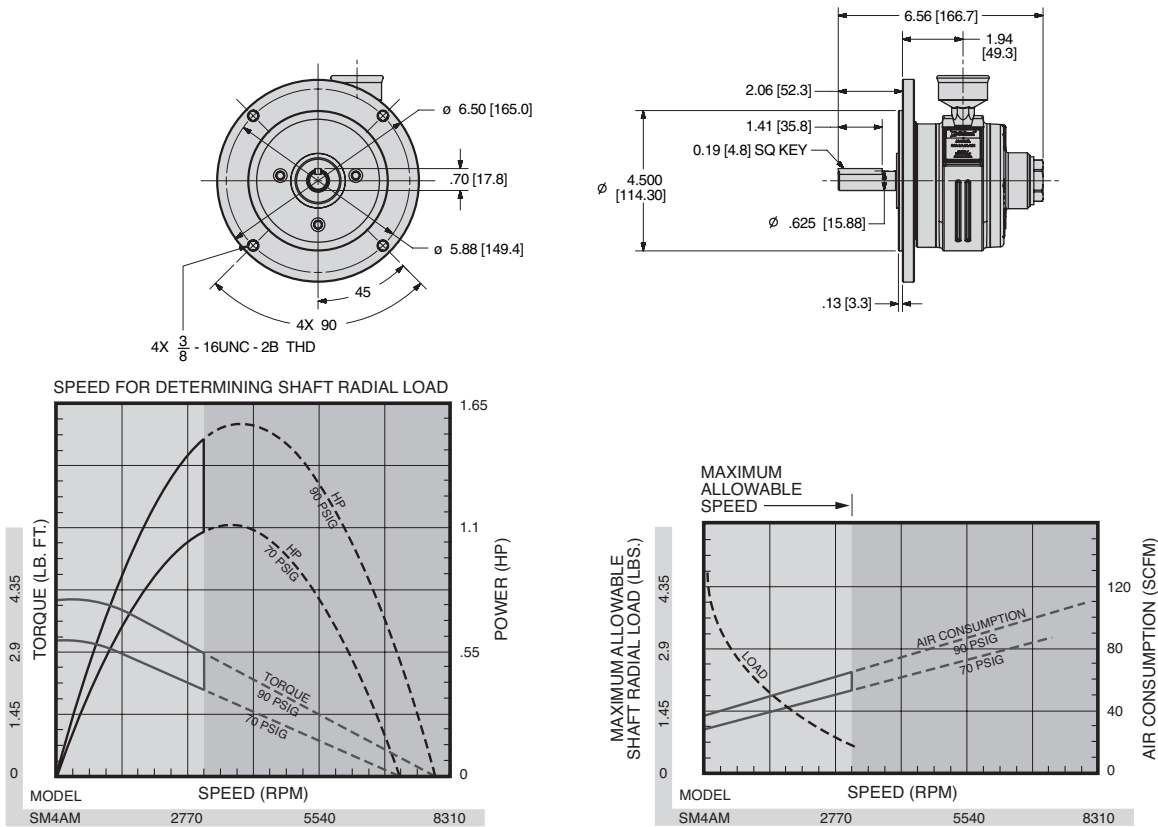 ø 6.50 [165.0]
.70 [17.8]
ø 5.88 [149.4]
45
4X 90
4X 3/8 - 16UNC - 2B THD
6.56 [166.7]
1.94
[49.3]
2.06 [52.3]
1.41 [35.8]
0.19 [4.8] SQ KEY
ø 4.500
[114.30]
ø .625 [15.88]
.13 [3.3]
SPEED FOR DETERMINING SHAFT RADIAL LOAD
1.65
1.1
.55
0
POWER (HP)
4.35
2.9
1.45
0
TORQUE (LB. FT.)
HP
90 PSIG
HP
70 PSIG
TORQUE
90 PSIG
70 PSIG
MODEL
SPEED (RPM)
SM4AM 2770 5540 8310
MAXIMUM
ALLOWABLE
SPEED
4.35
2.9
1.45
0
MAXIMUM ALLOWABLE
SHAFT RADIAL LOAD (LBS.)
LOAD
AIR CONSUMPTION
90 PSIG
70 PSIG
120
80
40
0
AIR CONSUMPTION (SCFM)
MODEL
SPEED (RPM)
SM4AM 2770 5540 8310